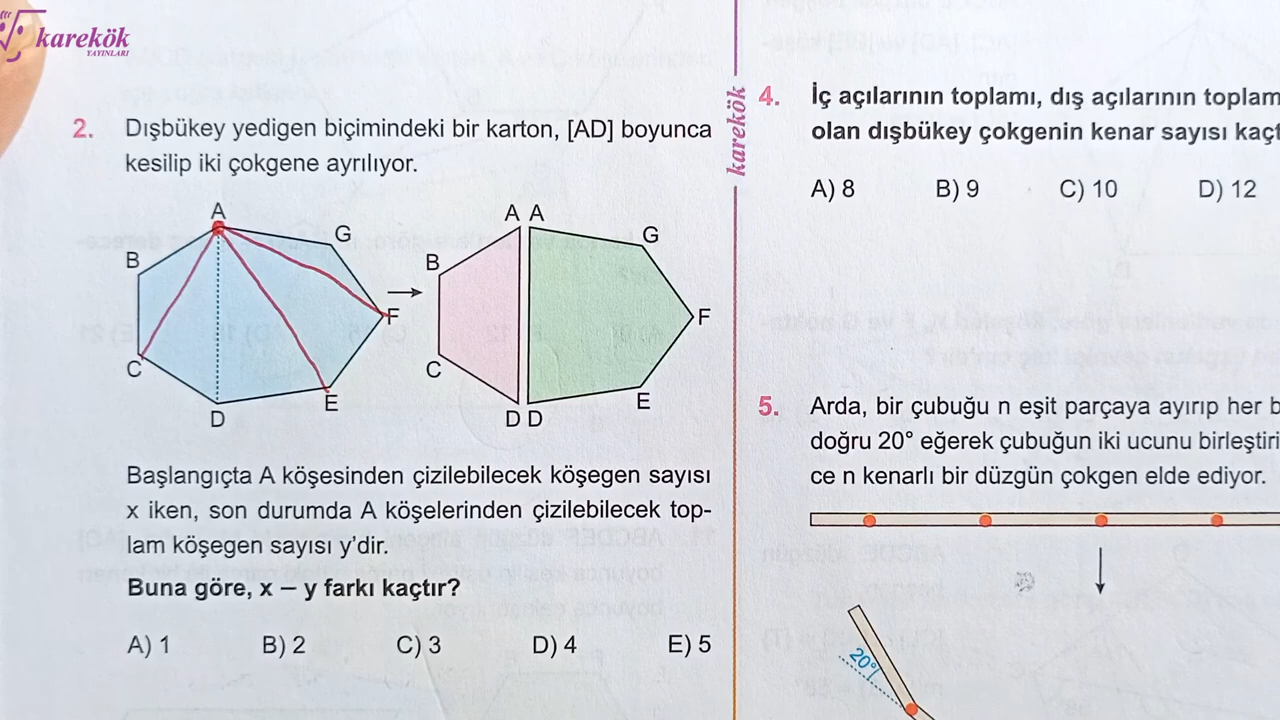 karekök
YAYINLARI
2. Dışbükey yedigen biçimindeki bir karton, [AD] boyunca
kesilip iki çokgene ayrılıyor.
A
B
G
F
C
E
D
A A
B
G
F
C
E
D D
Başlangıçta A köşesinden çizilebilecek köşegen sayısı
x iken, son durumda A köşelerinden çizilebilecek top-
lam köşegen sayısı y'dir.
Buna göre, x – y farkı kaçtır?
A) 1 B) 2 C) 3 D) 4 E) 5
karekök
4. İç açılarının toplamı, dış açılarının
olan dışbükey çokgenin kenar sayısı
A) 8 B) 9 C) 10 D) 12
5. Arda, bir çubuğu n eşit parçaya ayırıp her
doğru 20° eğerek çubuğun iki ucunu
ce n kenarlı bir düzgün çokgen elde ediyor.
20°